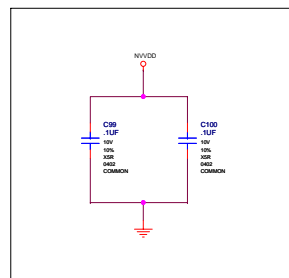 NVVDD
C99
.1UF
10V
10%
X5R
0402
COMMON
C100
.1UF
10V
10%
X5R
0402
COMMON